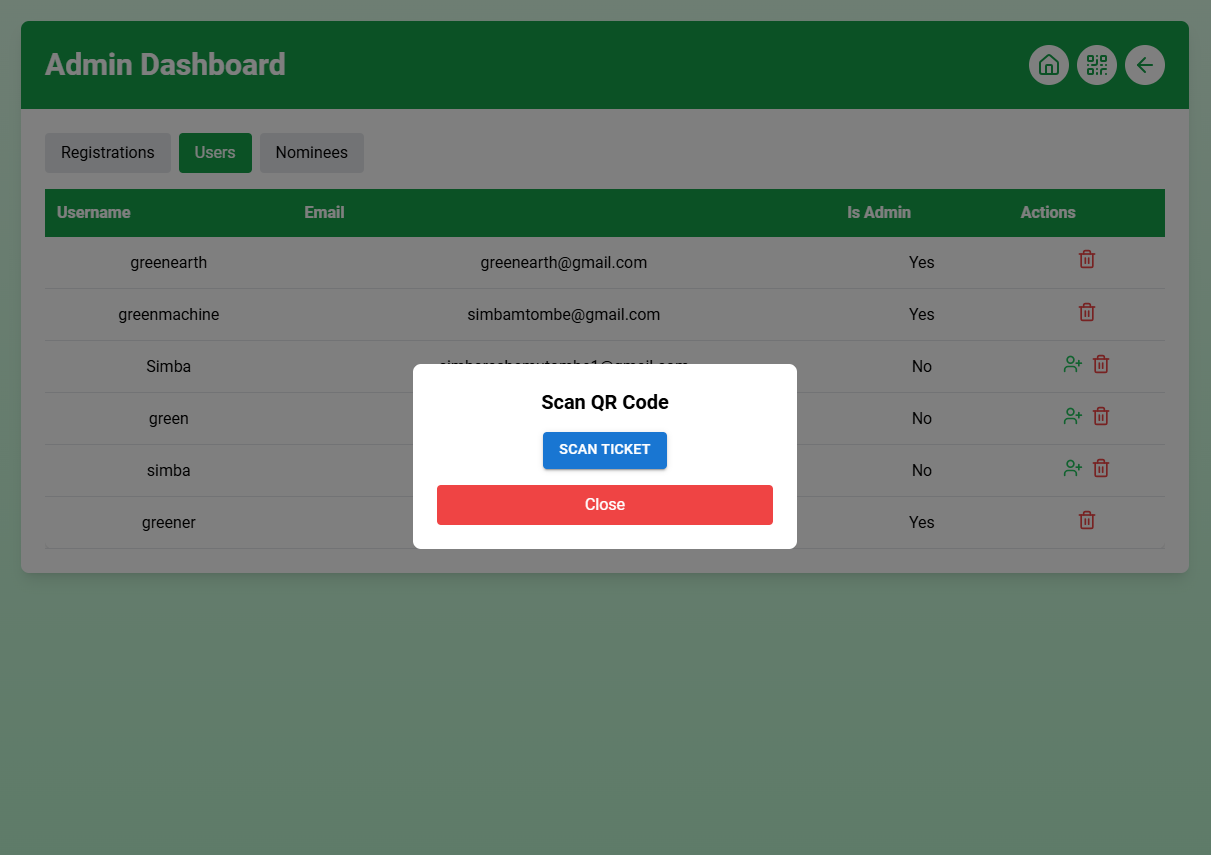 Admin Dashboard
Registrations Users Nominees
Username Email Is Admin Actions
greenearth greenearth@gmail.com Yes
greenmachine simbamtombe@gmail.com Yes
Simba No
green No
simba No
greener Yes
Scan QR Code
SCAN TICKET
Close